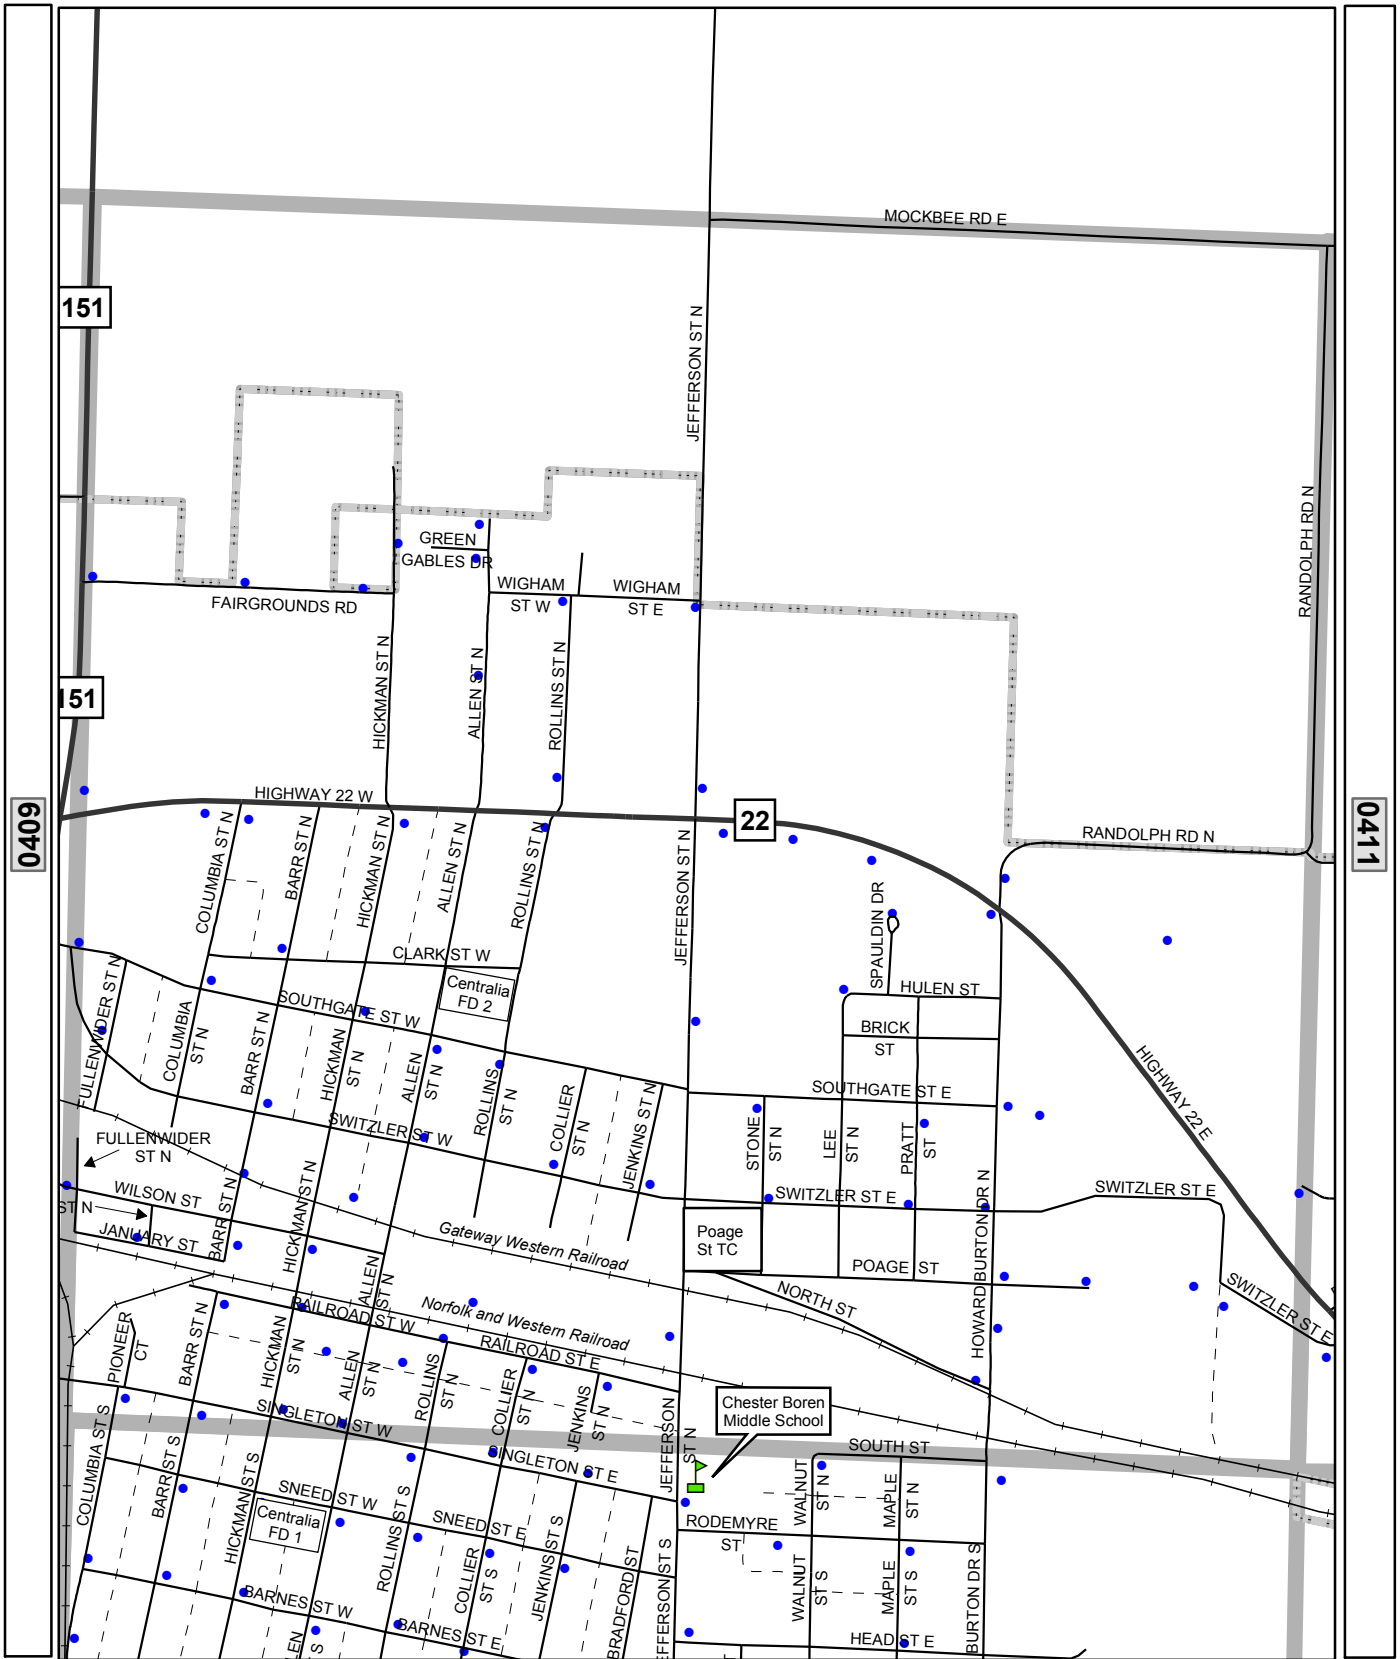 MOCKBEE RD E
151
JEFFERSON ST N
RANDOLPH RD N
GREEN
GABLES DR
WIGHAM
ST W
WIGHAM
ST E
FAIRGROUNDS RD
HICKMAN ST N
ALLEN ST N
ROLLINS ST N
151
0409
0411
HIGHWAY 22 W
22
RANDOLPH RD N
COLUMBIA ST N
BARR ST N
HICKMAN ST N
ALLEN ST N
ROLLINS ST N
JEFFERSON ST N
SPAULDIN DR
CLARK ST W
Centralia
FD 2
HULEN ST
BRICK
ST
FULLENWIDER ST N
COLUMBIA
ST N
SOUTHGATE ST W
BARR ST N
HICKMAN
ST N
ALLEN
ST N
ROLLINS
ST N
COLLIER
ST N
JENKINS ST N
SOUTHGATE ST E
HIGHWAY 22 E
SWITZLER ST W
STONE
ST N
LEE
ST N
PRATT
ST
FULLENWIDER
ST N
WILSON ST
ST N
JANUARY ST
BARR ST N
HICKMAN ST N
ALLEN
ST N
SWITZLER ST E
SWITZLER ST E
HOWARD BURTON DR N
Gateway Western Railroad
Poage
St TC
POAGE ST
NORTH ST
SWITZLER ST E
Norfolk and Western Railroad
RAILROAD ST W
RAILROAD ST E
PIONEER
CT
BARR ST N
HICKMAN
ST N
ALLEN
ST N
ROLLINS
ST N
COLLIER
ST N
JENKINS
ST N
JEFFERSON
ST N
Chester Boren
Middle School
SINGLETON ST W
SINGLETON ST E
SOUTH ST
COLUMBIA ST S
BARR ST S
HICKMAN ST S
SNEED ST W
Centralia
FD 1
SNEED ST E
ROLLINS ST S
COLLIER
ST S
JENKINS ST S
BRADFORD ST
RODEMYRE
ST
WALNUT
ST N
MAPLE
ST N
WALNUT
ST S
MAPLE
ST S
BURTON DR S
EFFERSON ST S
BARNES ST W
BARNES ST E
LEN
S
HEAD ST E